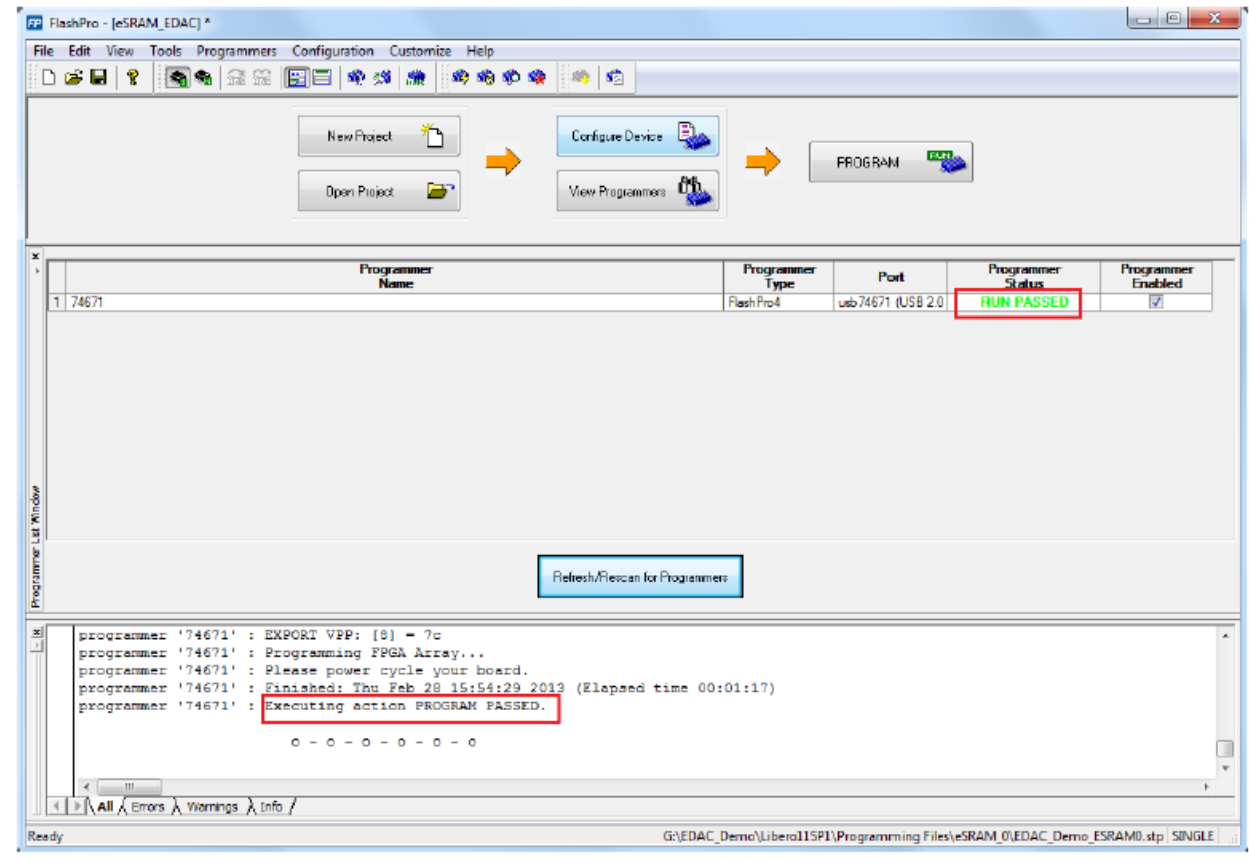 FlashPro - [eSRAM_EDAC] *
File Edit View Tools Programmers Configuration Customize Help
New Project
Configure Device
PROGRAM
RUN
Open Project
View Programmers
Programmer Name
Programmer Type
Port
Programmer Status
Programmer Enabled
1 74671 FlashPro4 usb74671 (USB 2.0 RUN PASSED
Programmer List Window
Refresh/Rescan for Programmers
programmer '74671' : EXPORT VPP: [8] = 7c
programmer '74671' : Programming FPGA Array...
programmer '74671' : Please power cycle your board.
programmer '74671' : Finished: Thu Feb 28 15:54:29 2013 (Elapsed time 00:01:17)
programmer '74671' : Executing action PROGRAM PASSED.
o - o - o - o - o - o
All Errors Warnings Info
Ready G:\EDAC_Demo\Libero11SP1\Programming Files\eSRAM_0\EDAC_Demo_ESRAM0.stp SINGLE